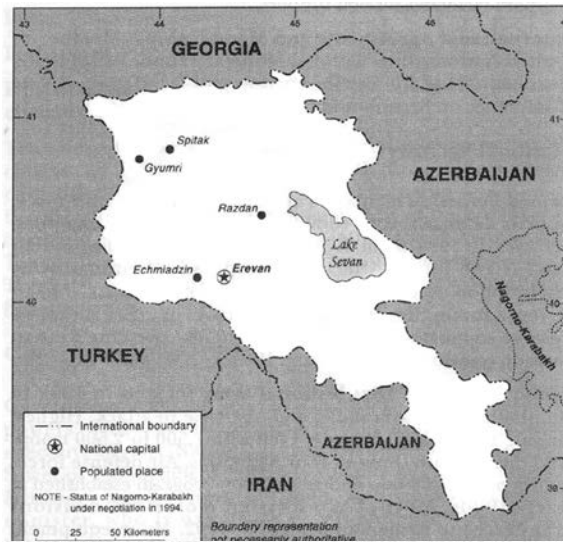 43
44
45
46
GEORGIA
41
41
Spitak
Gyumri
AZERBAIJAN
Razdan
Lake
Sevan
Echmiadzin
Erevan
40
40
Nagorno-Karabakh
TURKEY
International boundary
AZERBAIJAN
National capital
Populated place
IRAN
39
NOTE - Status of Nagorno-Karabakh
under negotiation in 1994.
0 25 50 Kilometers
Boundary representation
not necessarily authoritative